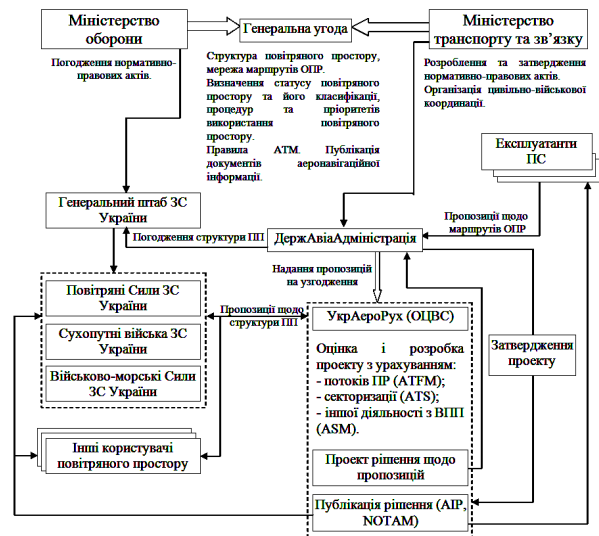 Міністерство
оборони
Генеральна угода
Міністерство
транспорту та зв’язку
Погодження нормативно-
правових актів.
Структура повітряного простору,
мережа маршрутів ОПР.
Визначення статусу повітряного
простору та його класифікації,
процедур та пріоритетів
використання повітряного
простору.
Правила АТМ. Публікація
документів аеронавігаційної
інформації.
Розроблення та затвердження
нормативно-правових актів.
Організація цивільно-військової
координації.
Експлуатанти
ПС
Генеральний штаб ЗС
України
Погодження структури ПП
ДержАвіаАдміністрація
Пропозиції щодо
маршрутів ОПР
Надання пропозицій
на узгодження
Повітряні Сили ЗС
України
Сухопутні війська ЗС
України
Військово-морські Сили
ЗС України
Пропозиції щодо
структури ПП
УкрАероРух (ОЦВС)
Оцінка і розробка
проекту з урахуванням:
- потоків ПР (ATFM);
- секторизації (ATS);
- іншої діяльності з ВПП
(ASM).
Затвердження
проекту
Інші користувачі
повітряного простору
Проект рішення щодо
пропозицій
Публікація рішення (AIP,
NOTAM)